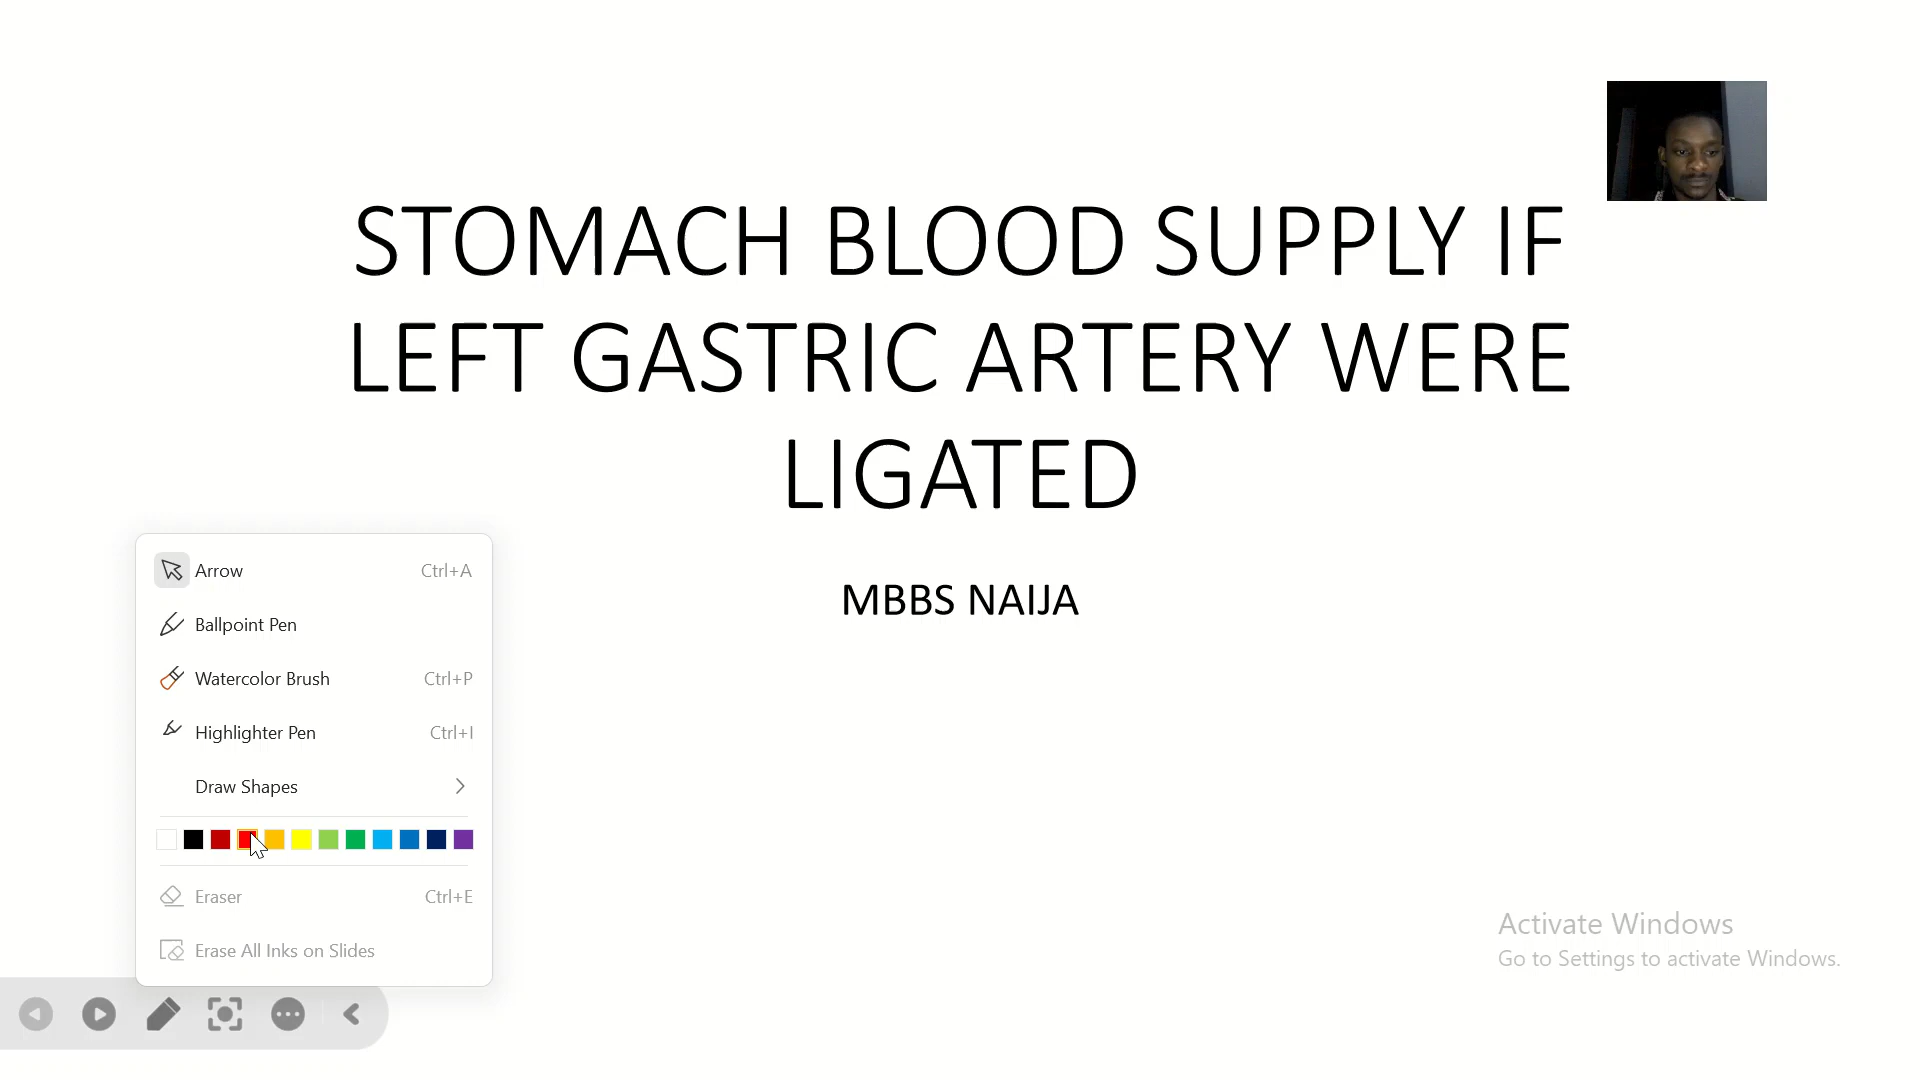 STOMACH BLOOD SUPPLY IF
LEFT GASTRIC ARTERY WERE
LIGATED
MBBS NAIJA
Arrow Ctrl+A
Ballpoint Pen
Watercolor Brush Ctrl+P
Highlighter Pen Ctrl+I
Draw Shapes
Eraser Ctrl+E
Erase All Inks on Slides
Activate Windows
Go to Settings to activate Windows.